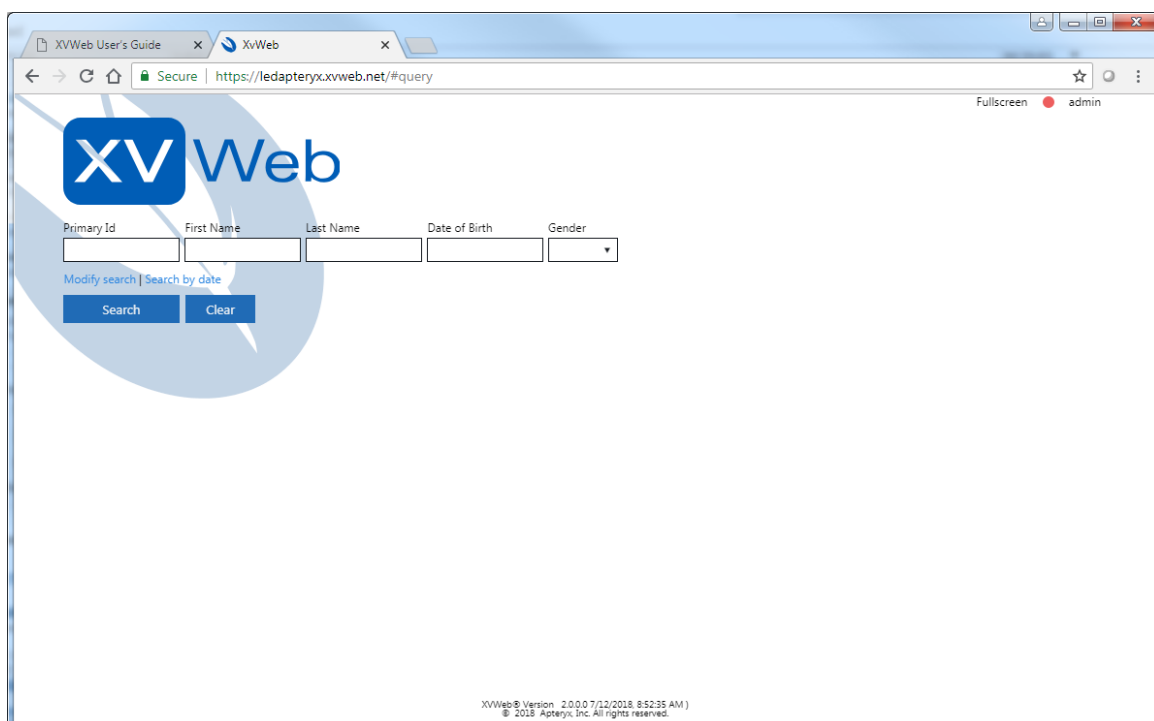 XVWeb User's Guide
XvWeb
Secure https://ledapteryx.xvweb.net/#query
Fullscreen admin
XV Web
Primary Id First Name Last Name Date of Birth Gender
Modify search | Search by date
Search Clear
XVWeb® Version 2.0.0.0 7/12/2018, 8:52:35 AM )
© 2018 Apteryx, Inc. All rights reserved.